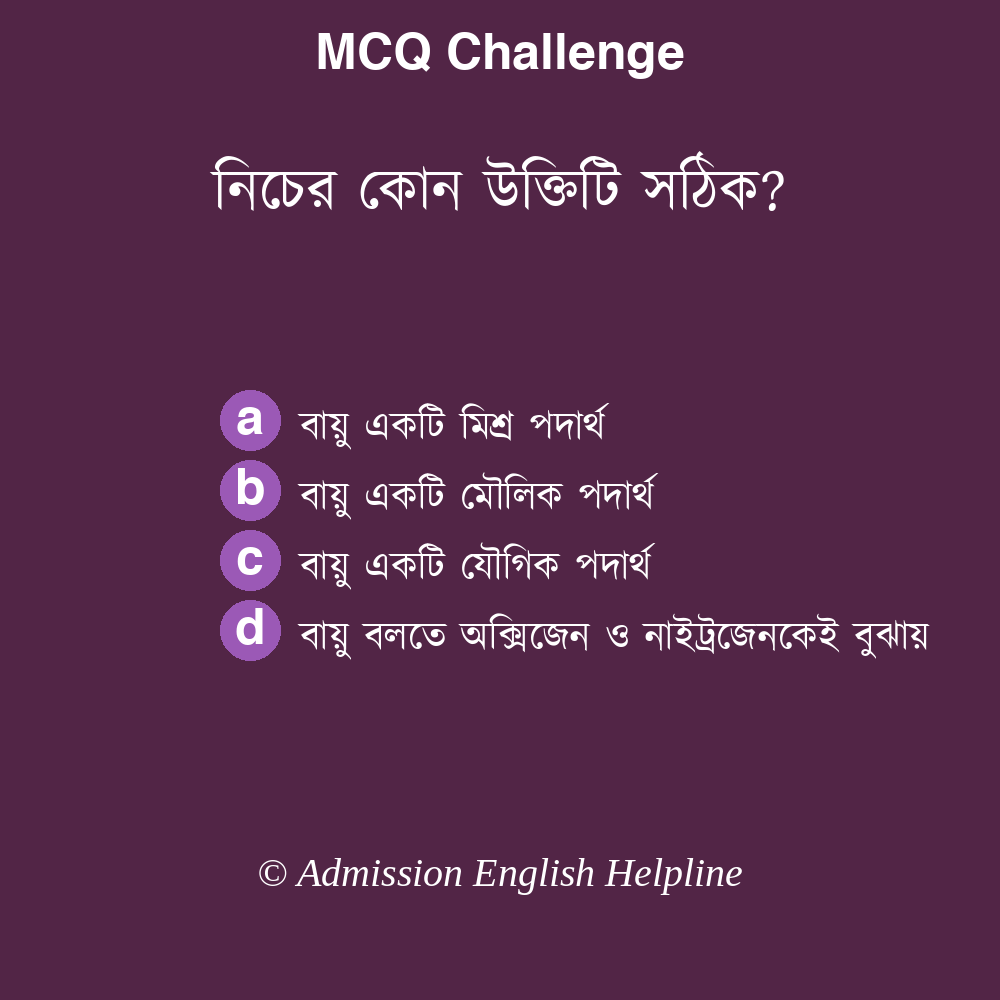 MCQ Challenge
নিচের কোন উক্তিটি সঠিক?
a বায়ু একটি মিশ্র পদার্থ
b বায়ু একটি মৌলিক পদার্থ
c বায়ু একটি যৌগিক পদার্থ
d বায়ু বলতে অক্সিজেন ও নাইট্রজেনকেই বুঝায়
© Admission English Helpline